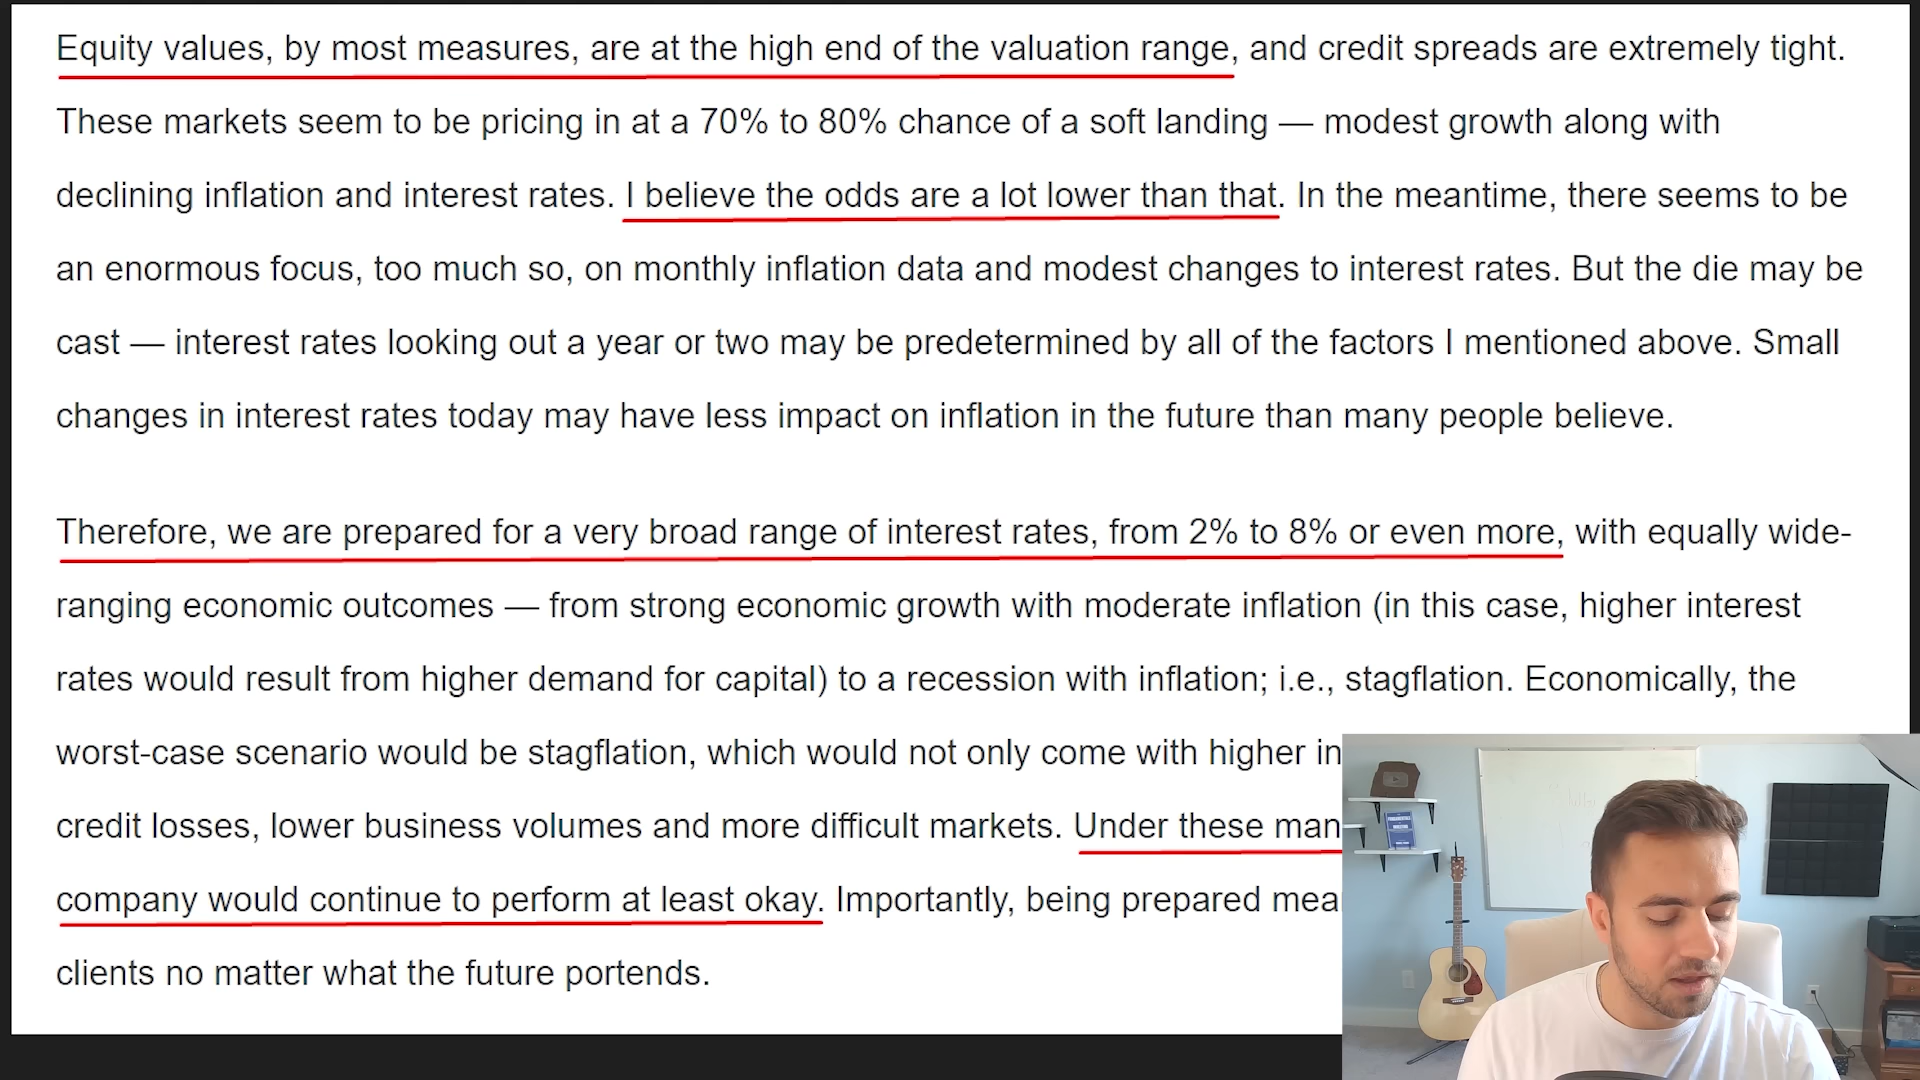 Equity values, by most measures, are at the high end of the valuation range, and credit spreads are extremely tight.
These markets seem to be pricing in at a 70% to 80% chance of a soft landing — modest growth along with
declining inflation and interest rates. I believe the odds are a lot lower than that. In the meantime, there seems to be
an enormous focus, too much so, on monthly inflation data and modest changes to interest rates. But the die may be
cast — interest rates looking out a year or two may be predetermined by all of the factors I mentioned above. Small
changes in interest rates today may have less impact on inflation in the future than many people believe.
Therefore, we are prepared for a very broad range of interest rates, from 2% to 8% or even more, with equally wide-
ranging economic outcomes — from strong economic growth with moderate inflation (in this case, higher interest
rates would result from higher demand for capital) to a recession with inflation; i.e., stagflation. Economically, the
worst-case scenario would be stagflation, which would not only come with higher
credit losses, lower business volumes and more difficult markets. Under these
company would continue to perform at least okay. Importantly, being prepared
clients no matter what the future portends.